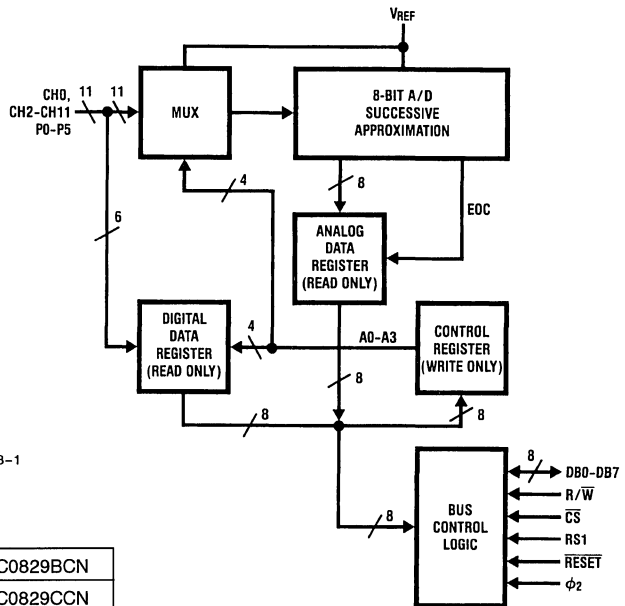 VREF
CH0,
CH2–CH11
P0–P5
11
11
MUX
8-BIT A/D
SUCCESSIVE
APPROXIMATION
4
8
EOC
6
ANALOG
DATA
REGISTER
(READ ONLY)
DIGITAL
DATA
REGISTER
(READ ONLY)
4
A0–A3
CONTROL
REGISTER
(WRITE ONLY)
8
8
8
8
BUS
CONTROL
LOGIC
8
DB0–DB7
R/W̅
C̅S̅
RS1
R̅E̅S̅E̅T̅
ϕ2
–1
C0829BCN
C0829CCN